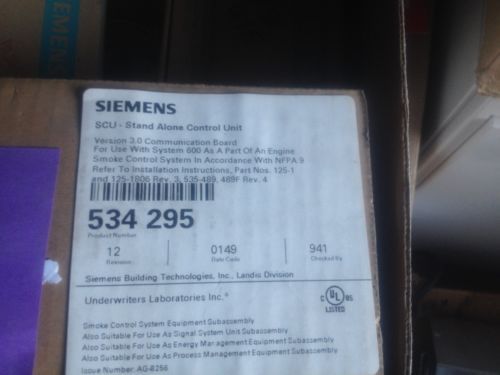 SIEMENS
SIEMENS
SCU - Stand Alone Control Unit
Version 3.0 Communication Board
For Use With System 600 As A Part Of An Engine
Smoke Control System In Accordance With NFPA 9
Refer To Installation Instructions, Part Nos. 125-1
and 125-1806 Rev. 3, 535-489, 489F Rev. 4
534 295
Product Number
12 0149 941
Revision Date Code Checked By
Siemens Building Technologies, Inc., Landis Division
Underwriters Laboratories Inc.®
C UL US
LISTED
Smoke Control System Equipment Subassembly
Also Suitable For Use As Signal System Unit Subassembly
Also Suitable For Use As Energy Management Equipment Subassembly
Also Suitable For Use As Process Management Equipment Subassembly
Issue Number: AG-8256